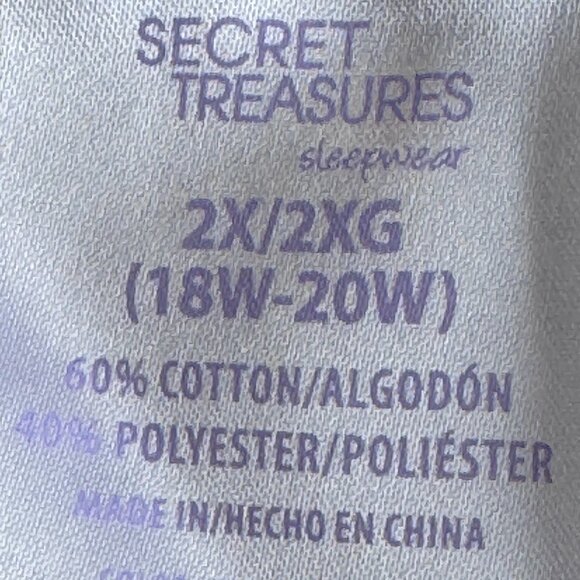 SECRET
TREASURES
sleepwear
2X/2XG
(18W-20W)
60% COTTON/ALGODÓN
40% POLYESTER/POLIÉSTER
MADE IN/HECHO EN CHINA